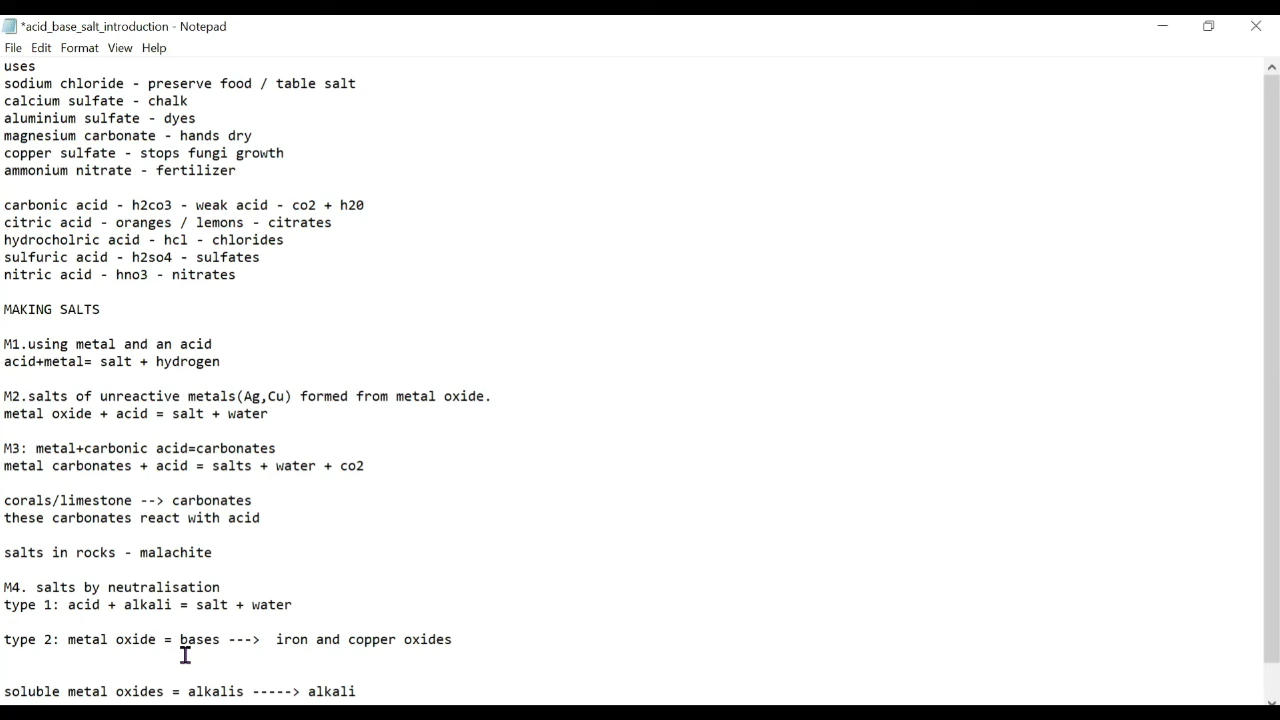 *acid_base_salt_introduction - Notepad
File Edit Format View Help
uses
sodium chloride - preserve food / table salt
calcium sulfate - chalk
aluminium sulfate - dyes
magnesium carbonate - hands dry
copper sulfate - stops fungi growth
ammonium nitrate - fertilizer
carbonic acid - h2co3 - weak acid - co2 + h20
citric acid - oranges / lemons - citrates
hydrocholric acid - hcl - chlorides
sulfuric acid - h2so4 - sulfates
nitric acid - hno3 - nitrates
MAKING SALTS
M1.using metal and an acid
acid+metal= salt + hydrogen
M2.salts of unreactive metals(Ag,Cu) formed from metal oxide.
metal oxide + acid = salt + water
M3: metal+carbonic acid=carbonates
metal carbonates + acid = salts + water + co2
corals/limestone --> carbonates
these carbonates react with acid
salts in rocks - malachite
M4. salts by neutralisation
type 1: acid + alkali = salt + water
type 2: metal oxide = bases --->  iron and copper oxides
soluble metal oxides = alkalis -----> alkali